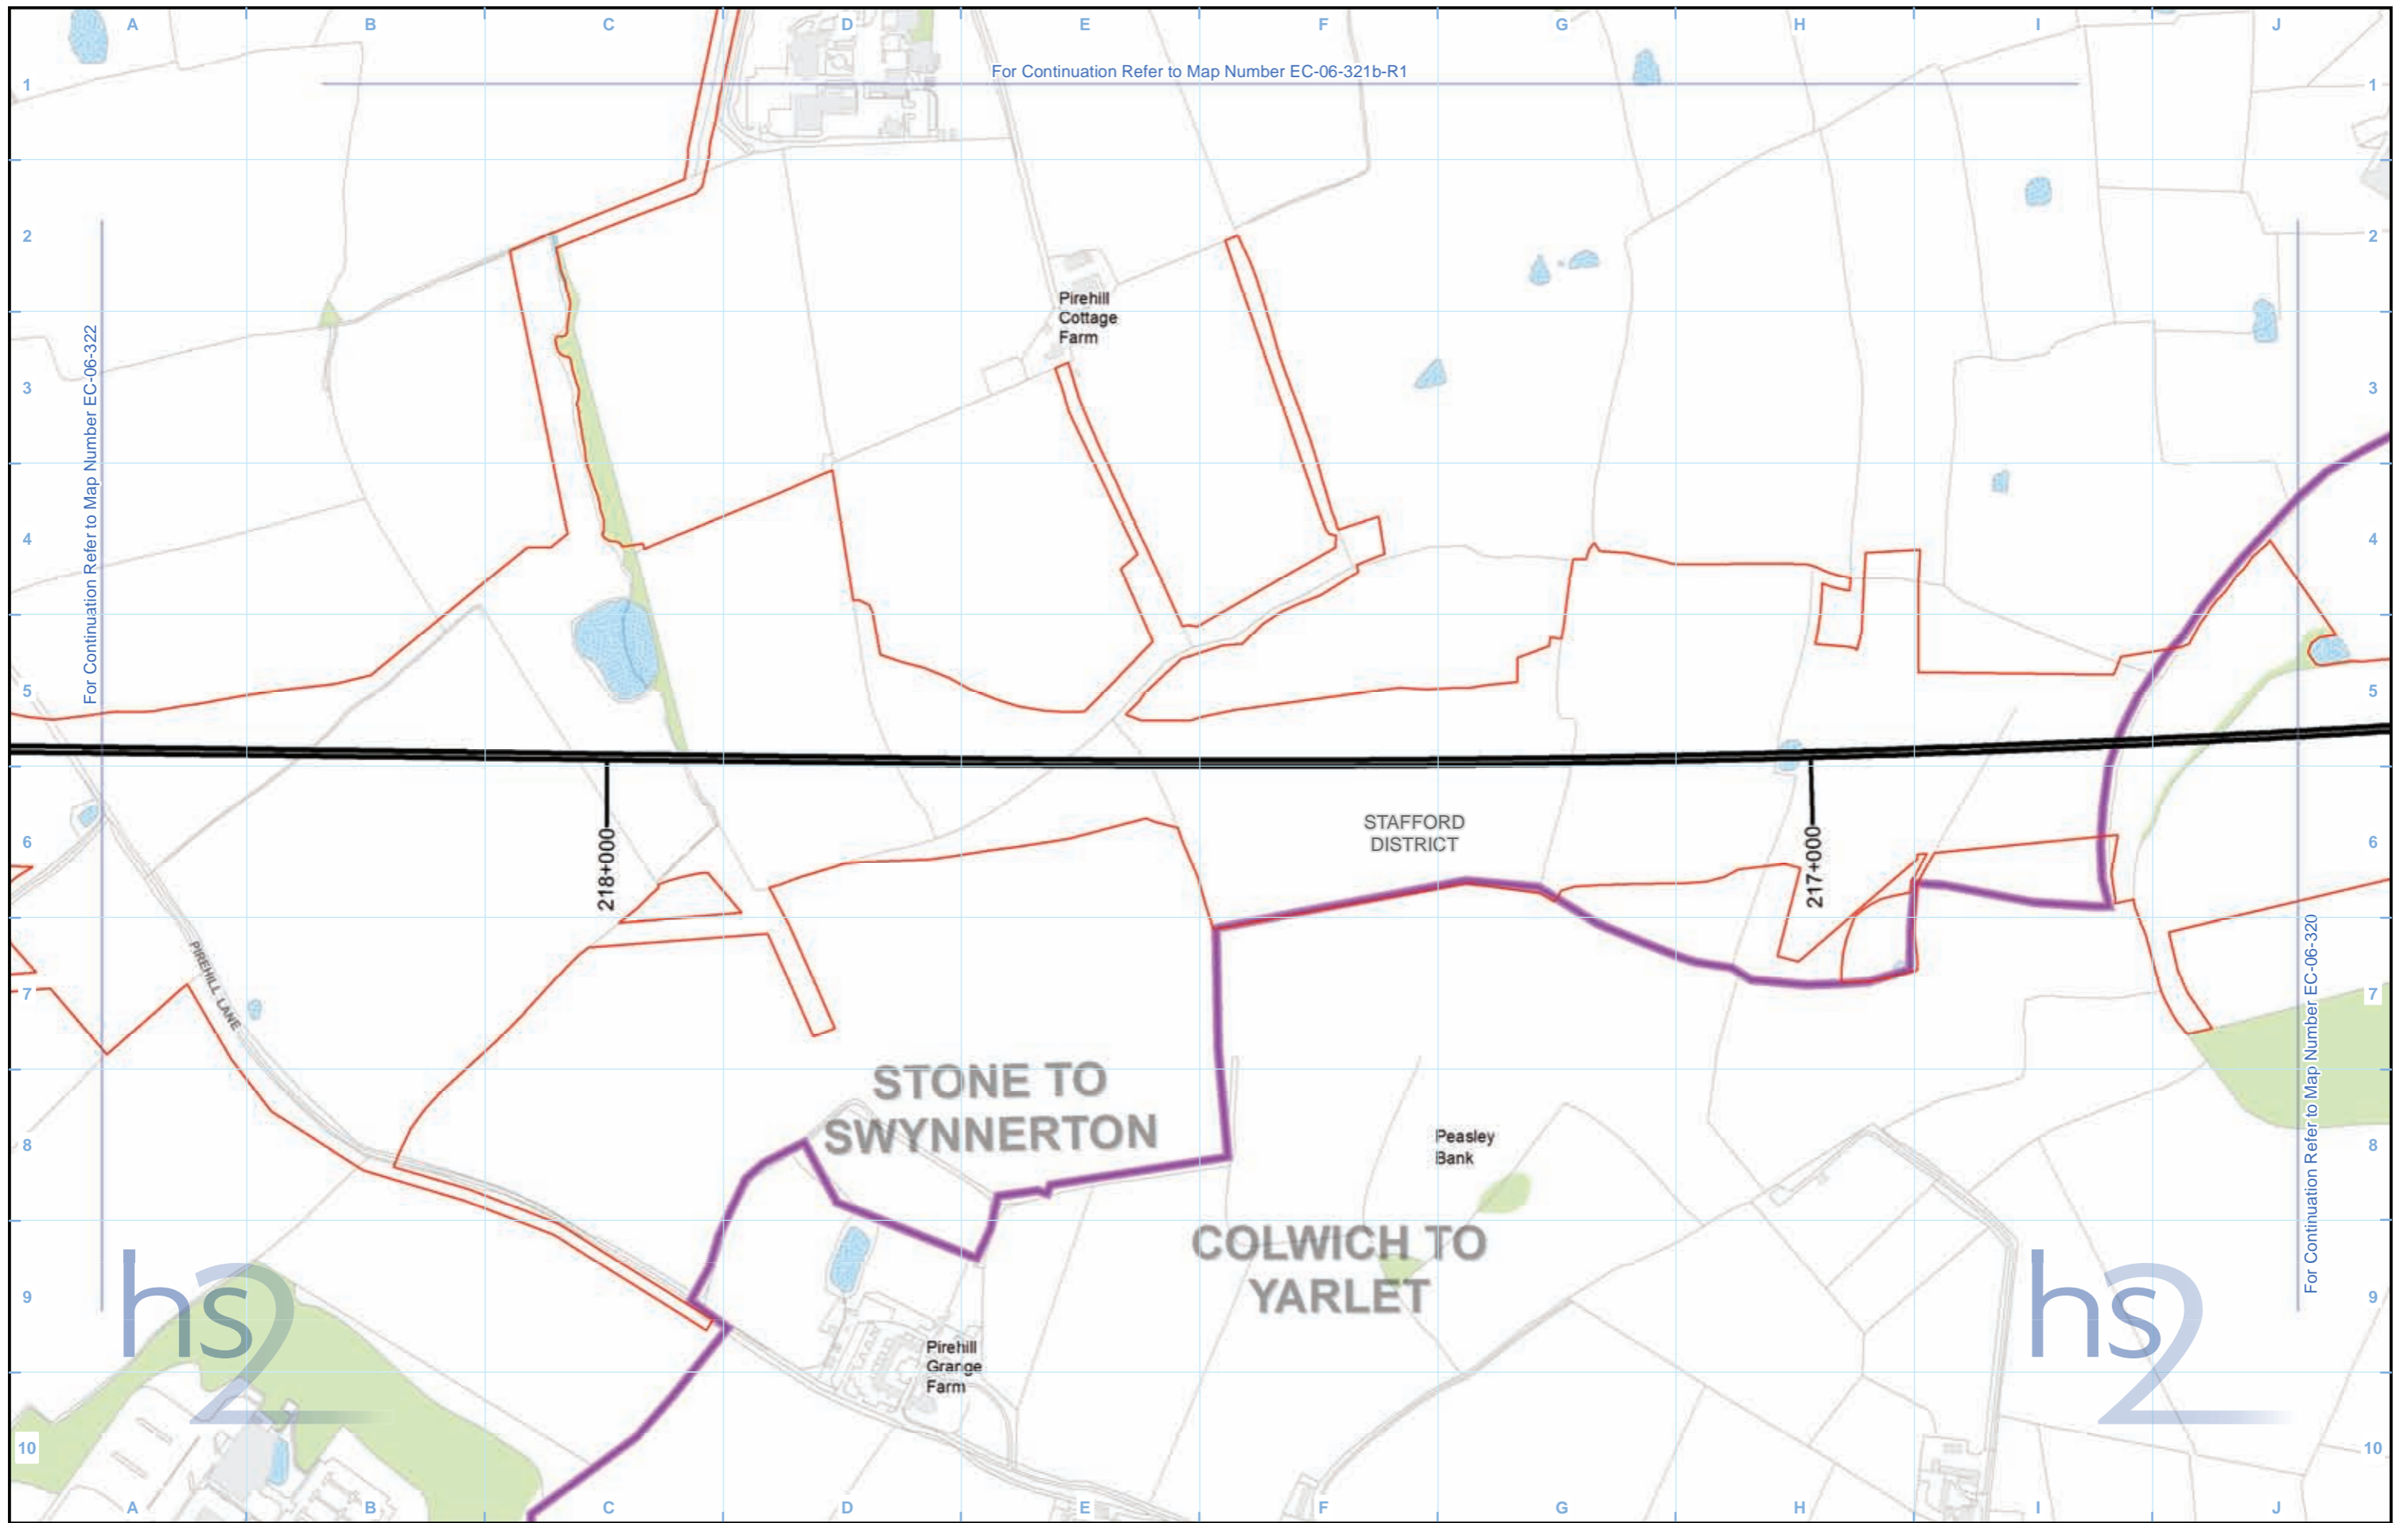 A B C D E F G H I J
For Continuation Refer to Map Number EC-06-321b-R1
1 1
2 2
Pirehill
Cottage
Farm
3 3
For Continuation Refer to Map Number EC-06-322
4 4
5 5
STAFFORD
DISTRICT
6 6
218+000
217+000
PIREHILL LANE
7 7
STONE TO
SWYNNERTON
8 8
Peasley
Bank
COLWICH TO
YARLET
For Continuation Refer to Map Number EC-06-320
9 9
hs2
hs2
Pirehill
Grange
Farm
10 10
A B C D E F G H I J